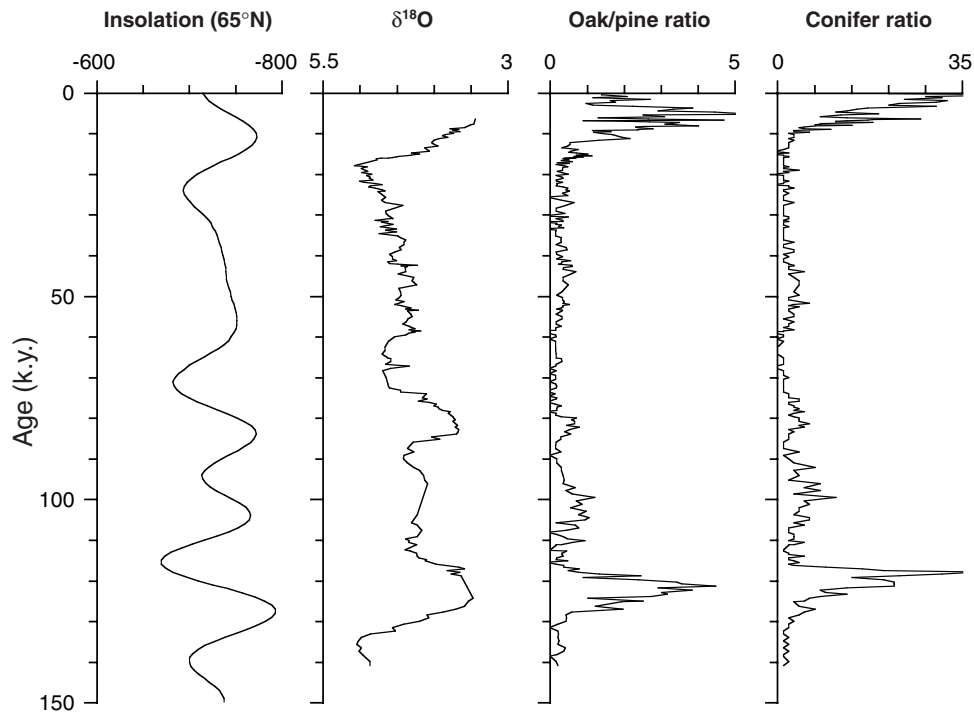 Insolation (65°N) δ¹⁸O Oak/pine ratio Conifer ratio
-600 -800 5.5 3 0 5 0 35
0
50
100
150
Age (k.y.)